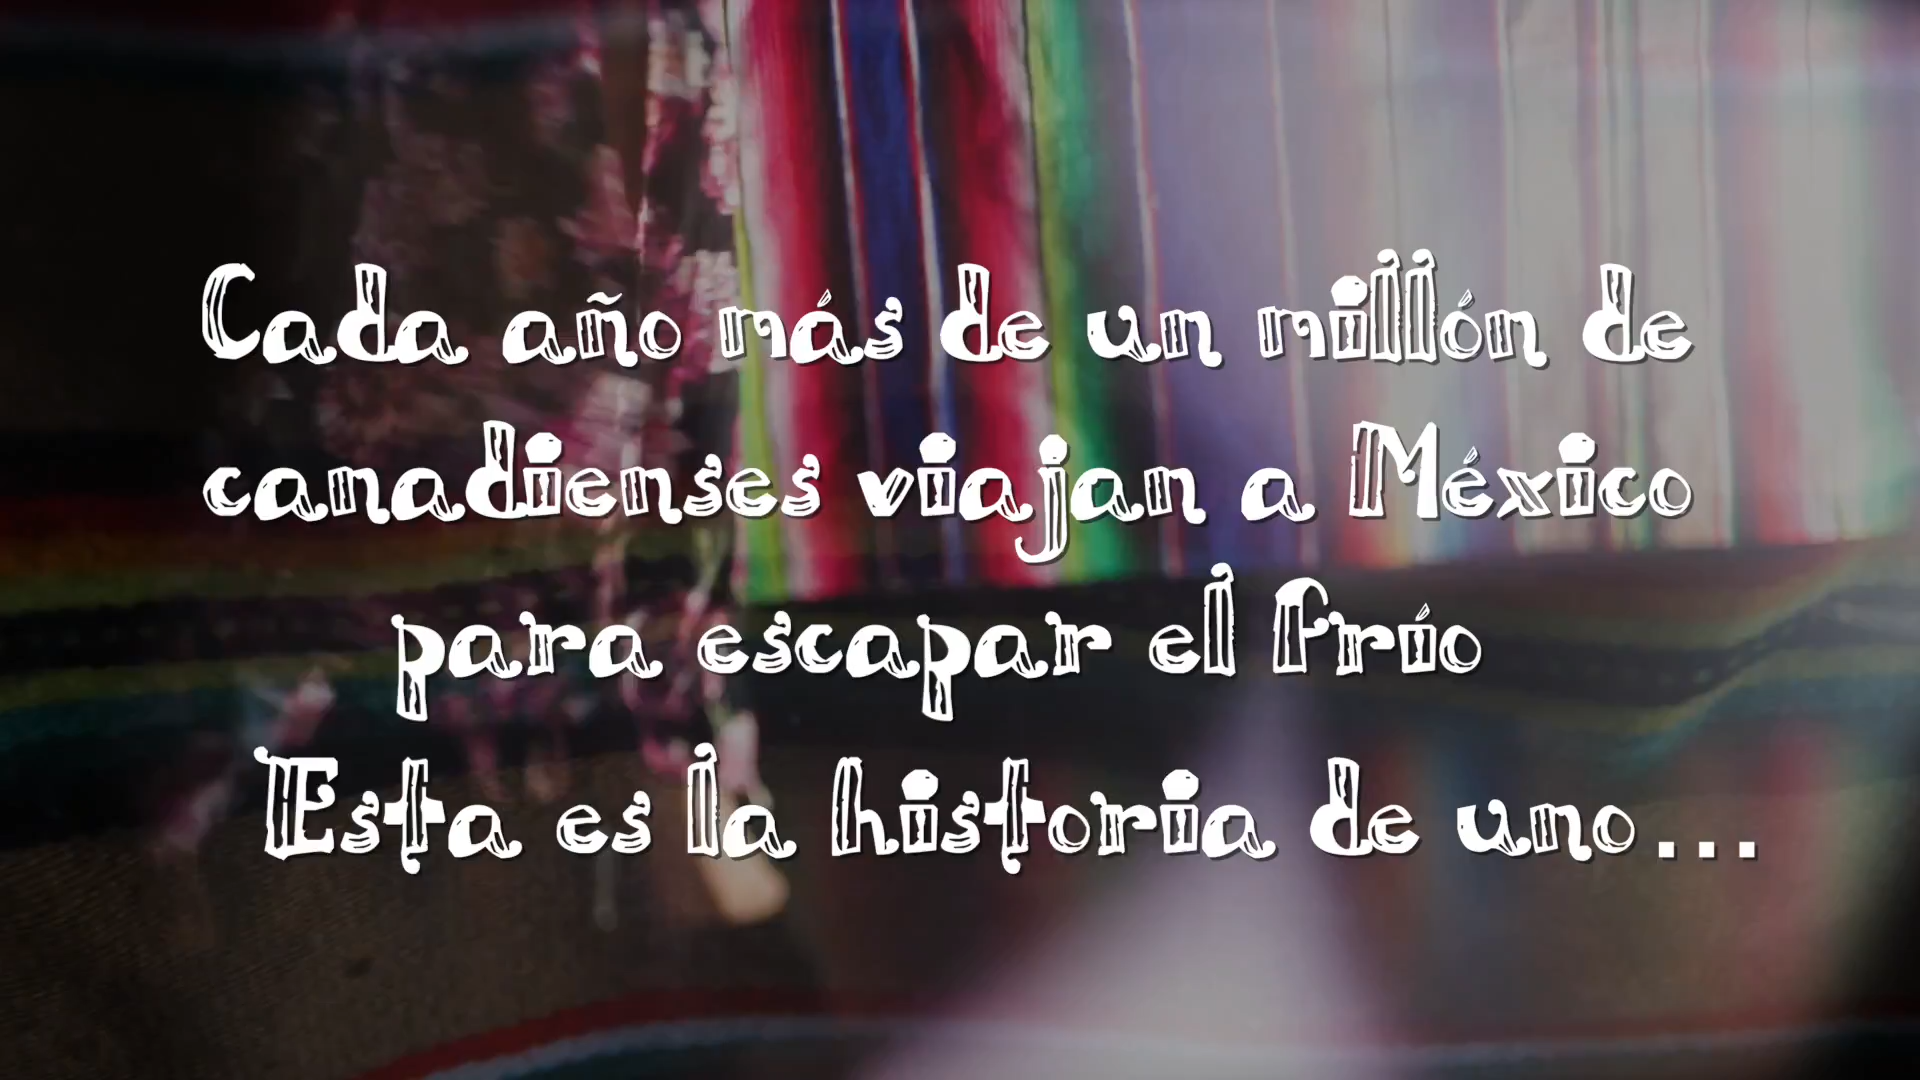 Cada año más de un millón de
canadienses viajan a México
para escapar el frío
Esta es la historia de uno...